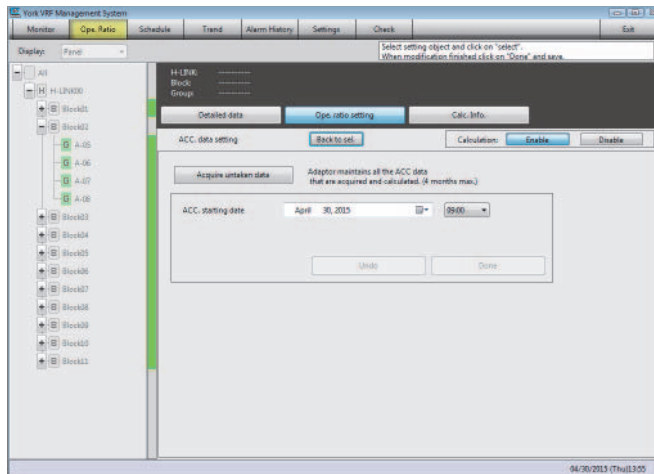 York VRF Management System
Monitor Ope. Ratio Schedule Trend Alarm History Settings Check Exit
Display: Panel
Select setting object and click on "select".
When modification finished click on "Done" and save.
All
H H-LINK00
B Block01
B Block02
G A-05
G A-06
G A-07
G A-08
B Block03
B Block04
B Block05
B Block06
B Block07
B Block08
B Block09
B Block10
B Block11
H-LINK: ----------
Block: ----------
Group: ----------
Detailed data Ope. ratio setting Calc. Info.
ACC. data setting Back to sel. Calculation: Enable Disable
Acquire untaken data
Adaptor maintains all the ACC data
that are acquired and calculated. (4 months max.)
ACC. starting date April 30, 2015 09:00
Undo Done
04/30/2015 (Thu)13:55